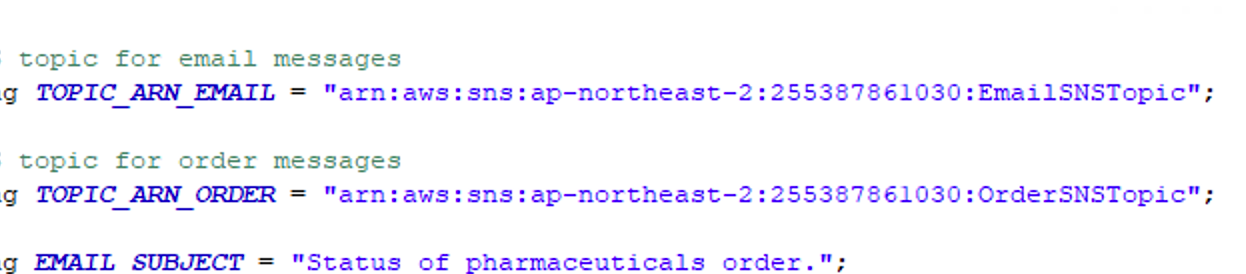 topic for email messages
g TOPIC_ARN_EMAIL = "arn:aws:sns:ap-northeast-2:255387861030:EmailSNSTopic";
topic for order messages
g TOPIC_ARN_ORDER = "arn:aws:sns:ap-northeast-2:255387861030:OrderSNSTopic";
g EMAIL_SUBJECT = "Status of pharmaceuticals order.";